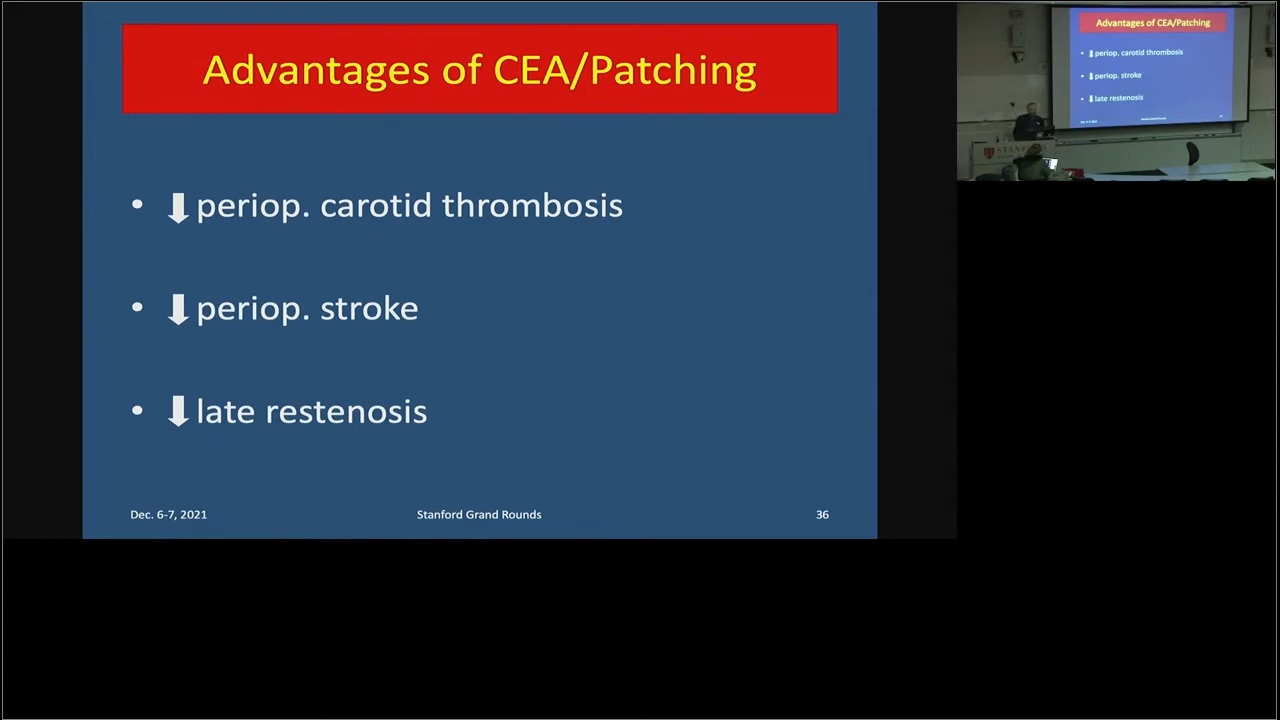 Advantages of CEA/Patching
• ⬇ periop. carotid thrombosis
• ⬇ periop. stroke
• ⬇ late restenosis
Dec. 6-7, 2021 Stanford Grand Rounds 36
Advantages of CEA/Patching
• ⬇ periop. carotid thrombosis
• ⬇ periop. stroke
• ⬇ late restenosis
STANFORD